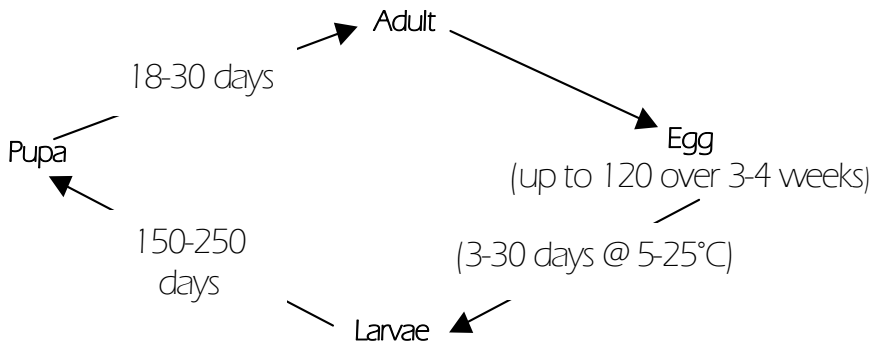 Adult
18-30 days
Egg
Pupa
(up to 120 over 3-4 weeks)
150-250
days
(3-30 days @ 5-25°C)
Larvae